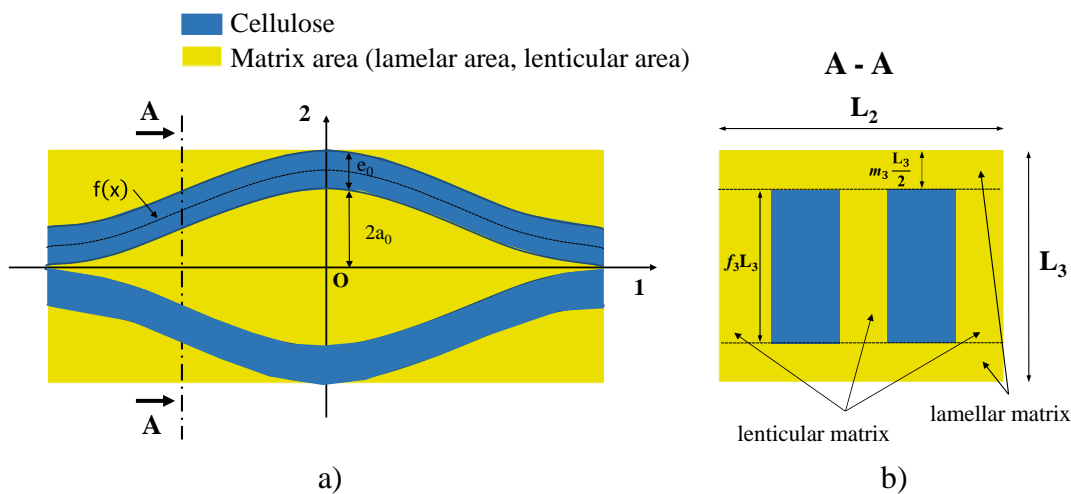 Cellulose
Matrix area (lamelar area, lenticular area)
A - A
A
2
L₂
e₀
m₃ L₃/2
f(x)
2a₀
f₃L₃
L₃
O
1
A
lamellar matrix
lenticular matrix
a)
b)